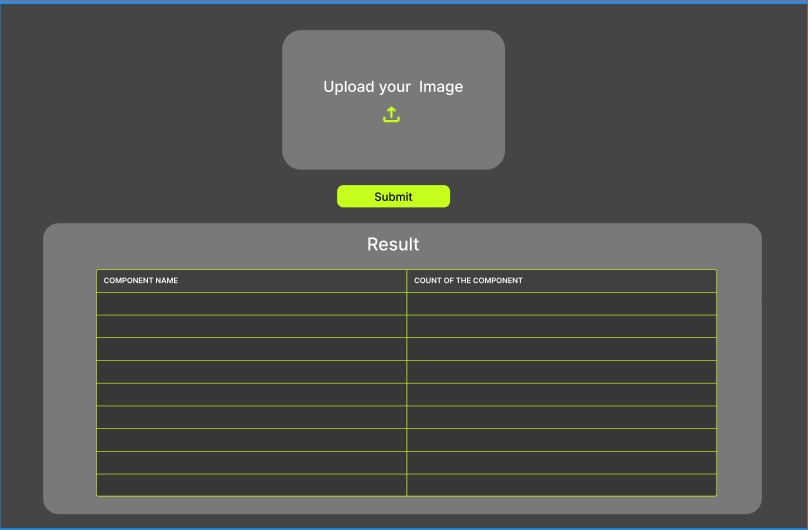 Upload your  Image
Submit
Result
COMPONENT NAME
COUNT OF THE COMPONENT